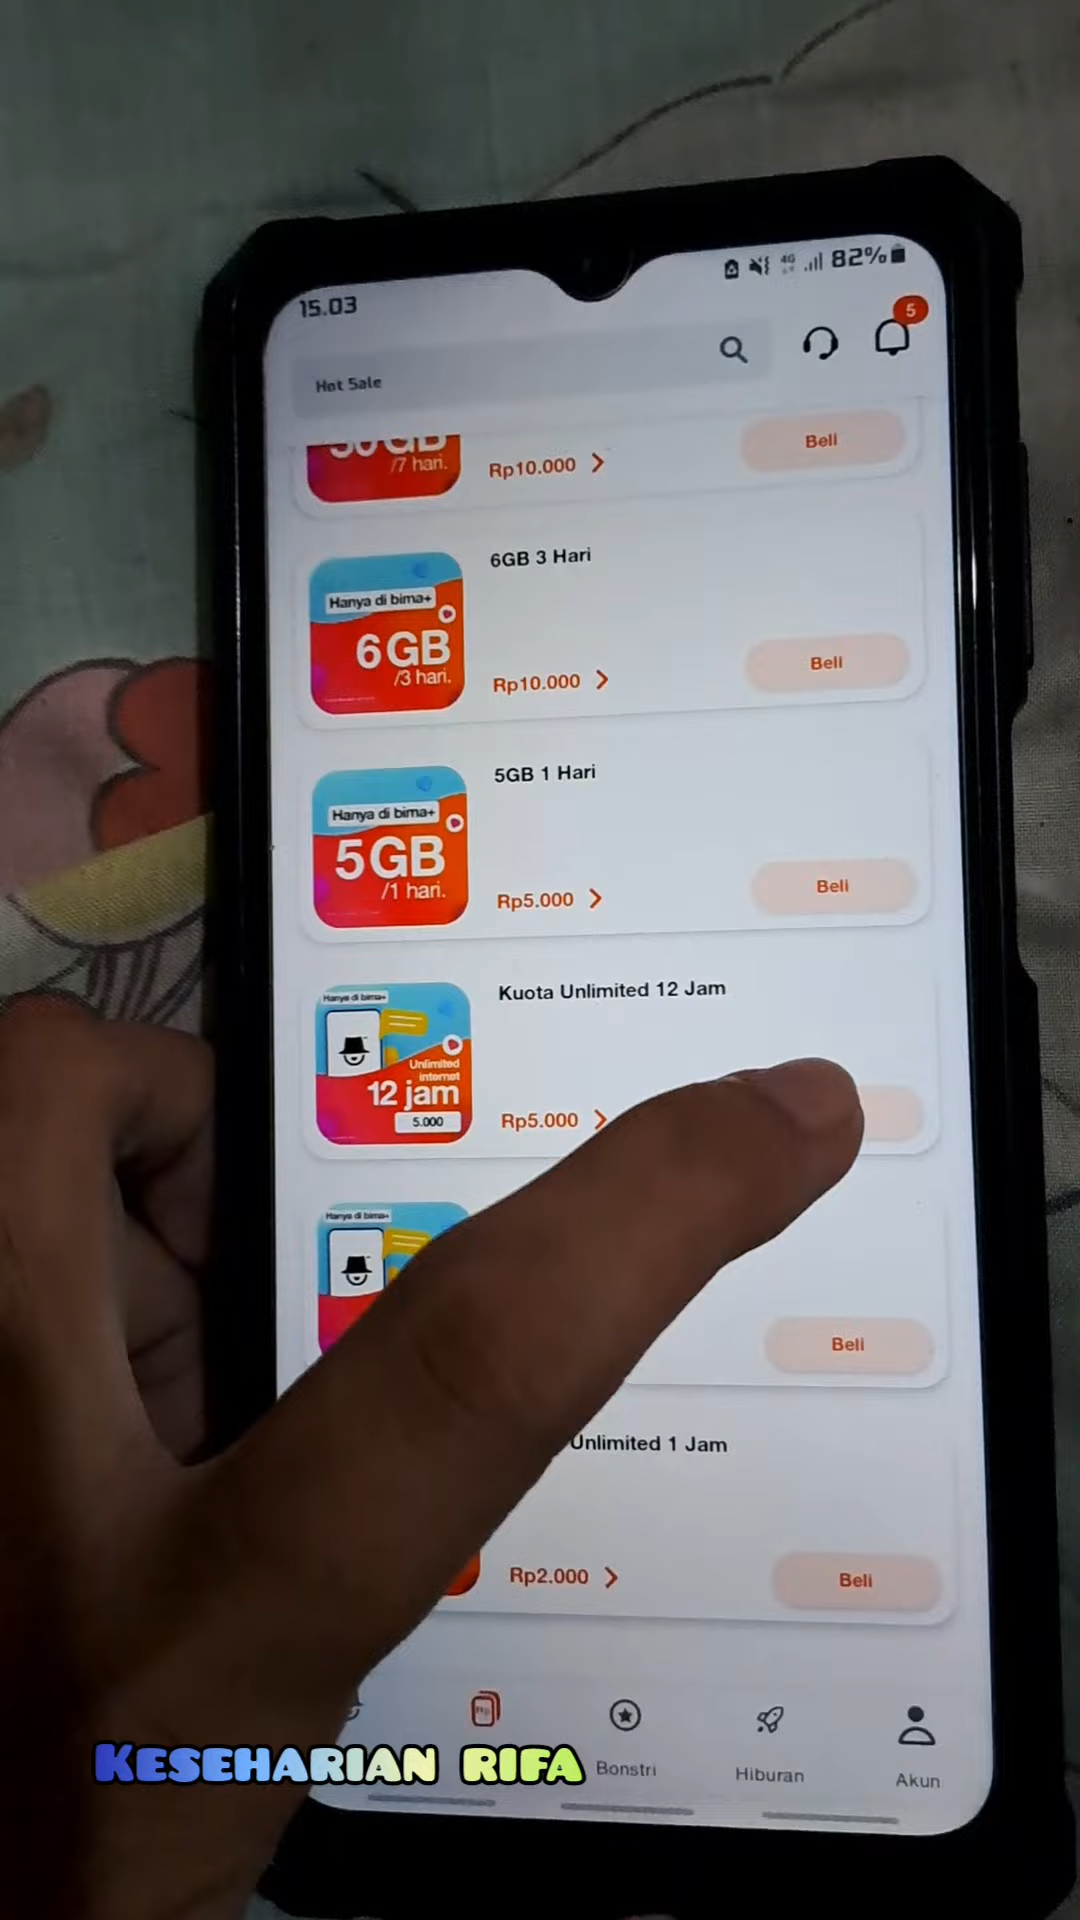 15.03
4G
82%
Hot Sale
5
/7 hari.
Rp10.000
Beli
Hanya di bima+
6GB
/3 hari.
6GB 3 Hari
Rp10.000
Beli
Hanya di bima+
5GB
/1 hari.
5GB 1 Hari
Rp5.000
Beli
Hanya di bima+
Unlimited
internet
12 jam
5.000
Kuota Unlimited 12 Jam
Rp5.000
Hanya di bima+
Beli
Unlimited 1 Jam
Rp2.000
Beli
Bonstri
Hiburan
Akun
KESEHARIAN RIFA